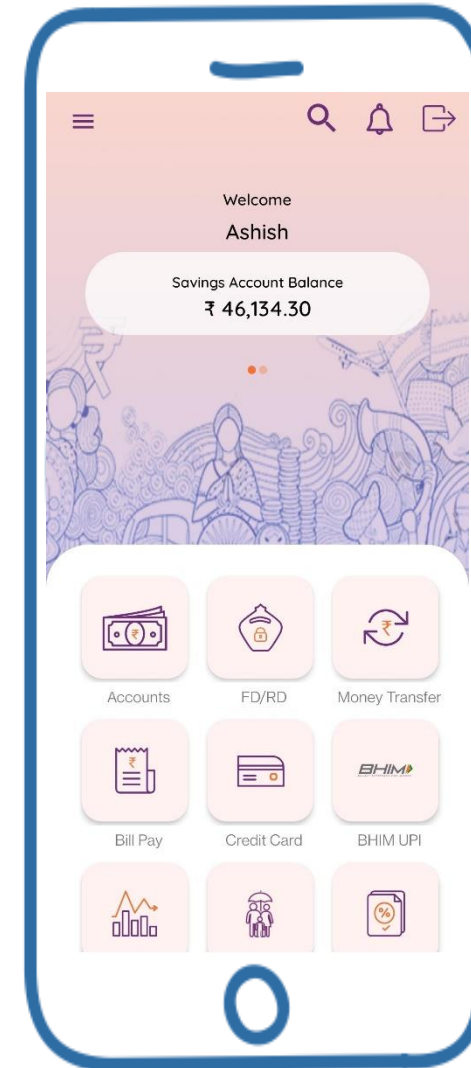 Welcome
Ashish
Savings Account Balance
₹ 46,134.30
Accounts
FD/RD
Money Transfer
Bill Pay
Credit Card
BHIM
BHIM UPI